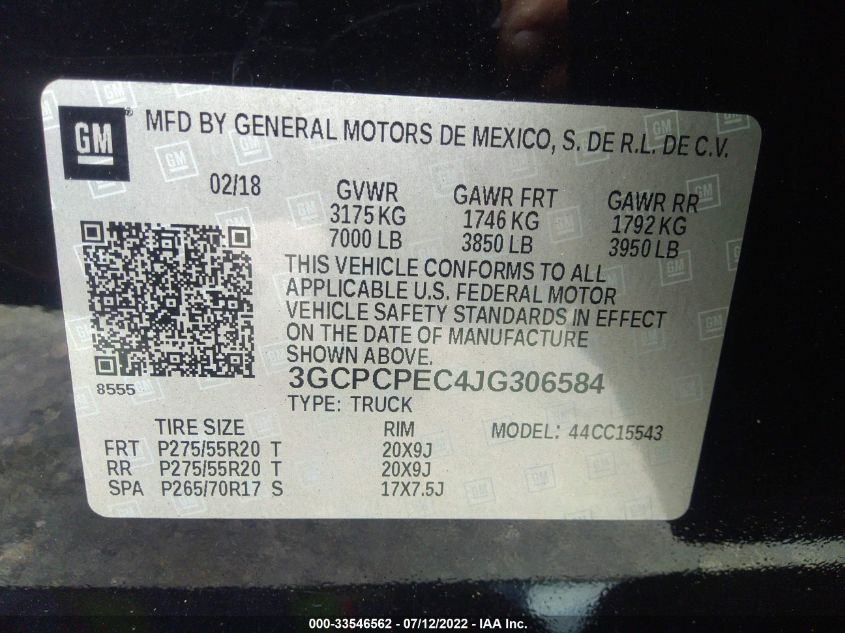 GM ® MFD BY GENERAL MOTORS DE MEXICO, S. DE R.L. DE C.V.
02/18 GVWR GAWR FRT GAWR RR
3175 KG 1746 KG 1792 KG
7000 LB 3850 LB 3950 LB
THIS VEHICLE CONFORMS TO ALL
APPLICABLE U.S. FEDERAL MOTOR
VEHICLE SAFETY STANDARDS IN EFFECT
ON THE DATE OF MANUFACTURE
SHOWN ABOVE.
8555
3GCPCPEC4JG306584
TYPE: TRUCK
TIRE SIZE RIM MODEL: 44CC15543
FRT P275/55R20 T 20X9J
RR P275/55R20 T 20X9J
SPA P265/70R17 S 17X7.5J
000-33546562 / 07/12/2022 - IAA Inc.